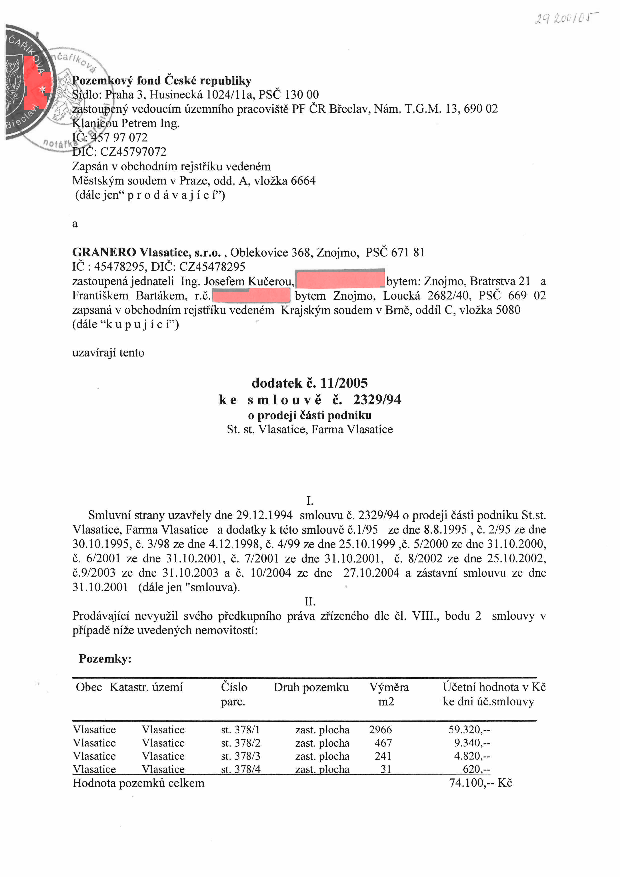 29 200/05
Pozemkový fond České republiky
Sídlo: Praha 3, Husinecká 1024/11a, PSČ 130 00
zastoupený vedoucím územního pracoviště PF ČR Břeclav, Nám. T.G.M. 13, 690 02
Klanicou Petrem Ing.
IČ: 457 97 072
DIČ: CZ45797072
Zapsán v obchodním rejstříku vedeném
Městským soudem v Praze, odd. A, vložka 6664
(dále jen“ p r o d á v a j í c í”)
a
GRANERO Vlasatice, s.r.o. , Oblekovice 368, Znojmo, PSČ 671 81
IČ : 45478295, DIČ: CZ45478295
zastoupená jednateli Ing. Josefem Kučerou, bytem: Znojmo, Bratrstva 21 a
Františkem Bartákem, r.č. bytem Znojmo, Loucká 2682/40, PSČ 669 02
zapsaná v obchodním rejstříku vedeném Krajským soudem v Brně, oddíl C, vložka 5080
(dále “k u p u j í c í”)
uzavírají tento
dodatek č. 11/2005
k e s m l o u v ě č. 2329/94
o prodeji části podniku
St. st. Vlasatice, Farma Vlasatice
I.
Smluvní strany uzavřely dne 29.12.1994 smlouvu č. 2329/94 o prodeji části podniku St.st.
Vlasatice, Farma Vlasatice a dodatky k této smlouvě č.1/95 ze dne 8.8.1995 , č. 2/95 ze dne
30.10.1995, č. 3/98 ze dne 4.12.1998, č. 4/99 ze dne 25.10.1999 ,č. 5/2000 ze dne 31.10.2000,
č. 6/2001 ze dne 31.10.2001, č. 7/2001 ze dne 31.10.2001, č. 8/2002 ze dne 25.10.2002,
č.9/2003 ze dne 31.10.2003 a č. 10/2004 ze dne 27.10.2004 a zástavní smlouvu ze dne
31.10.2001 (dále jen "smlouva).
II.
Prodávající nevyužil svého předkupního práva zřízeného dle čl. VIII., bodu 2 smlouvy v
případě níže uvedených nemovitostí:
Pozemky:
Obec Katastr. území Číslo Druh pozemku Výměra Účetní hodnota v Kč
parc. m2 ke dni úč.smlouvy
Vlasatice Vlasatice st. 378/1 zast. plocha 2966 59.320,--
Vlasatice Vlasatice st. 378/2 zast. plocha 467 9.340,--
Vlasatice Vlasatice st. 378/3 zast. plocha 241 4.820,--
Vlasatice Vlasatice st. 378/4 zast. plocha 31 620,--
Hodnota pozemků celkem 74.100,-- Kč